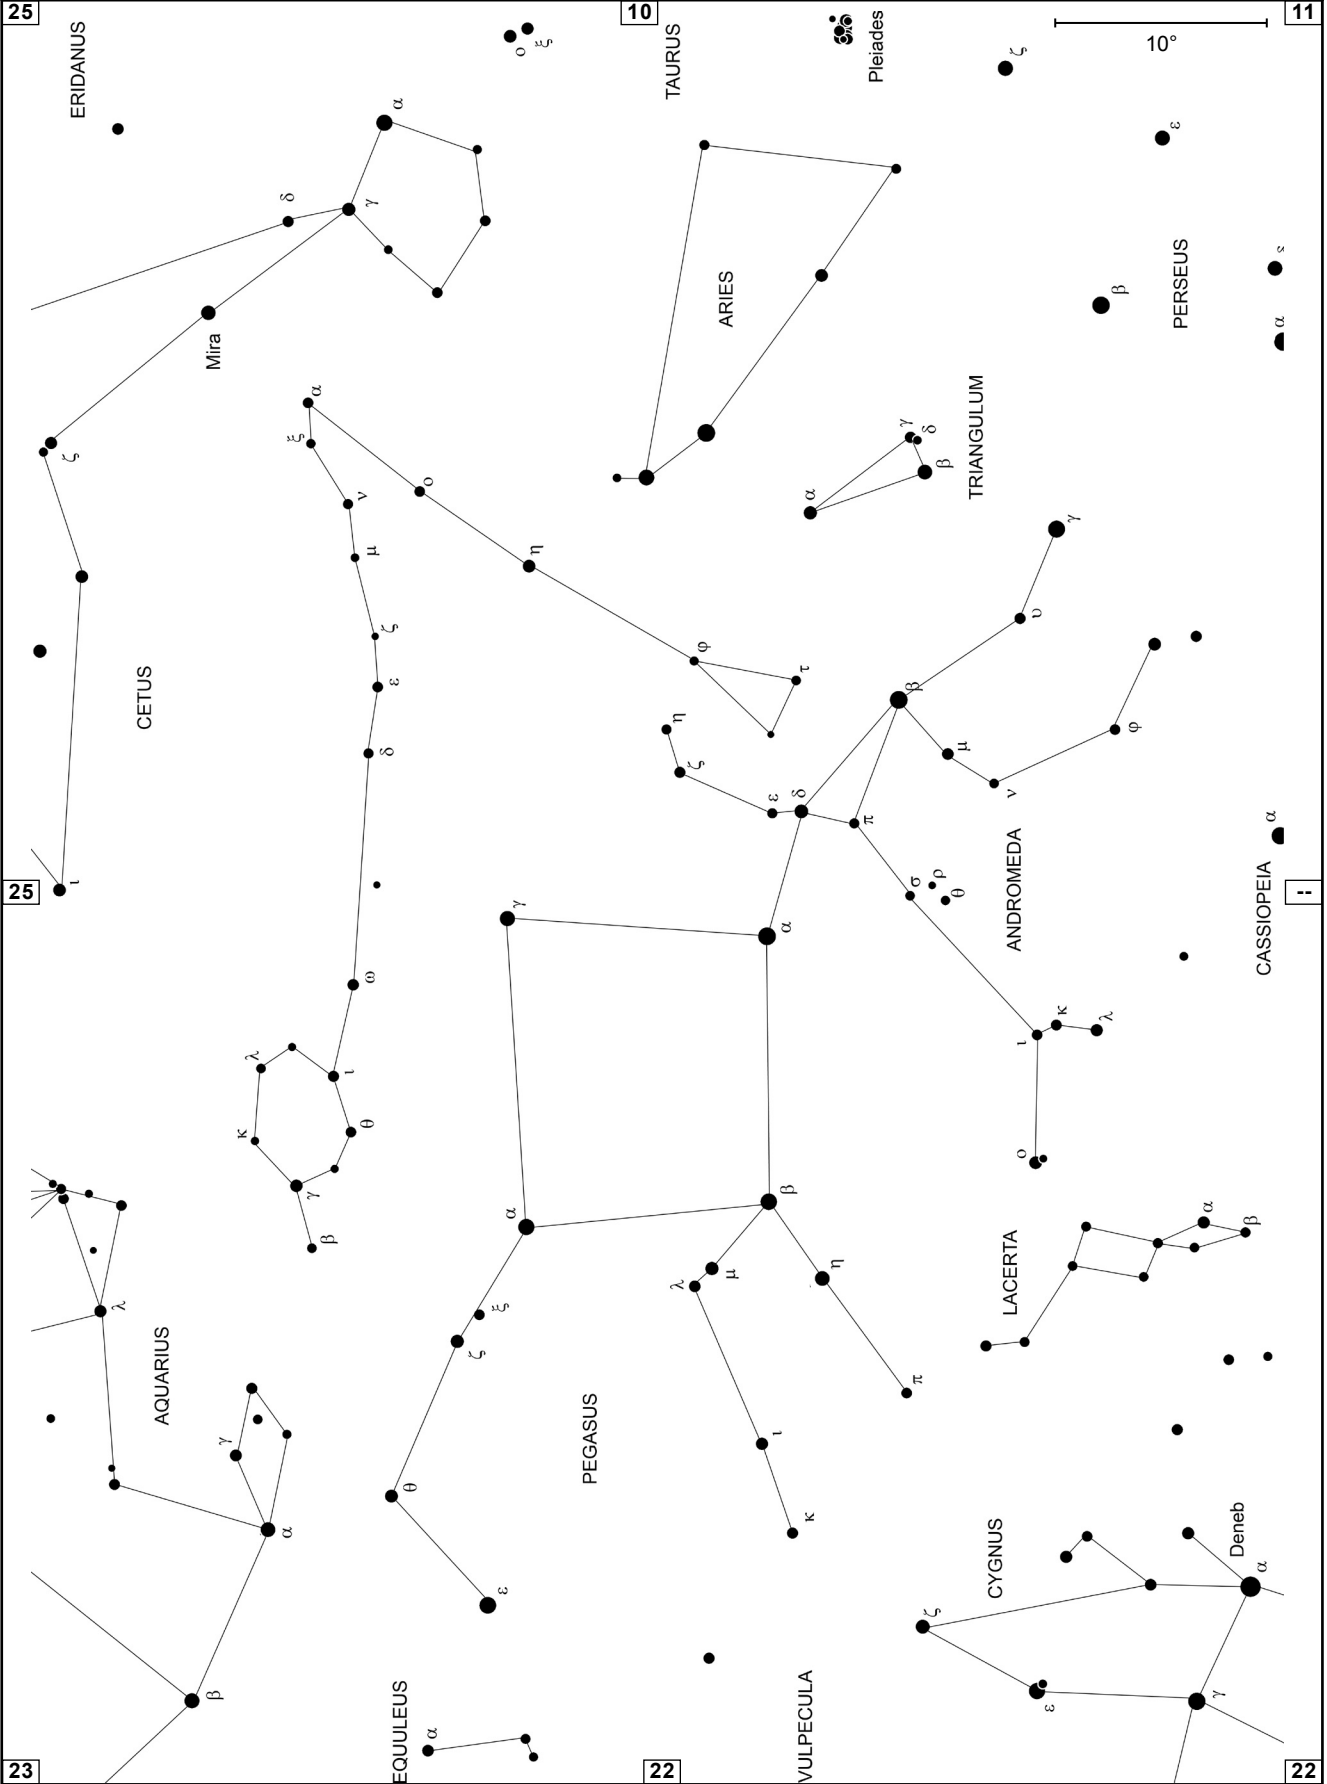 25
10
11
ERIDANUS
ο
ξ
TAURUS
Pleiades
10°
ζ
α
ε
δ
γ
ARIES
PERSEUS
β
ε
α
Mira
α
ξ
ζ
ν
ο
μ
η
TRIANGULUM
α
γ
δ
β
γ
υ
CETUS
ζ
ε
δ
φ
τ
η
ζ
ε
δ
β
μ
ν
π
φ
ι
25
--
ANDROMEDA
σ
ρ
θ
α
CASSIOPEIA
γ
α
ω
ι
κ
λ
λ
ι
κ
θ
γ
β
ο
α
β
LACERTA
α
β
AQUARIUS
λ
ξ
ζ
λ
μ
η
π
PEGASUS
γ
α
θ
ι
κ
ε
CYGNUS
Deneb
α
ζ
ε
γ
β
EQUULEUS
α
VULPECULA
23
22
22